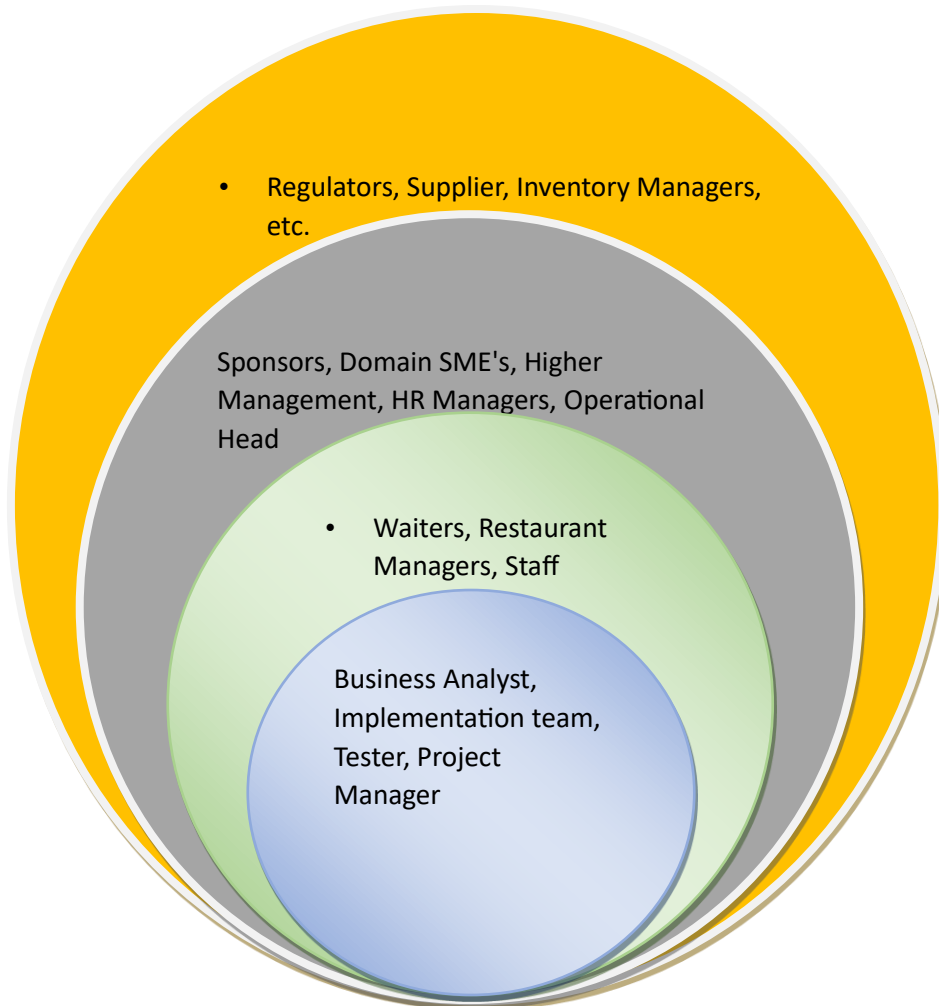 • Regulators, Supplier, Inventory Managers,
etc.
Sponsors, Domain SME's, Higher
Management, HR Managers, Operational
Head
• Waiters, Restaurant
Managers, Staff
Business Analyst,
Implementation team,
Tester, Project
Manager